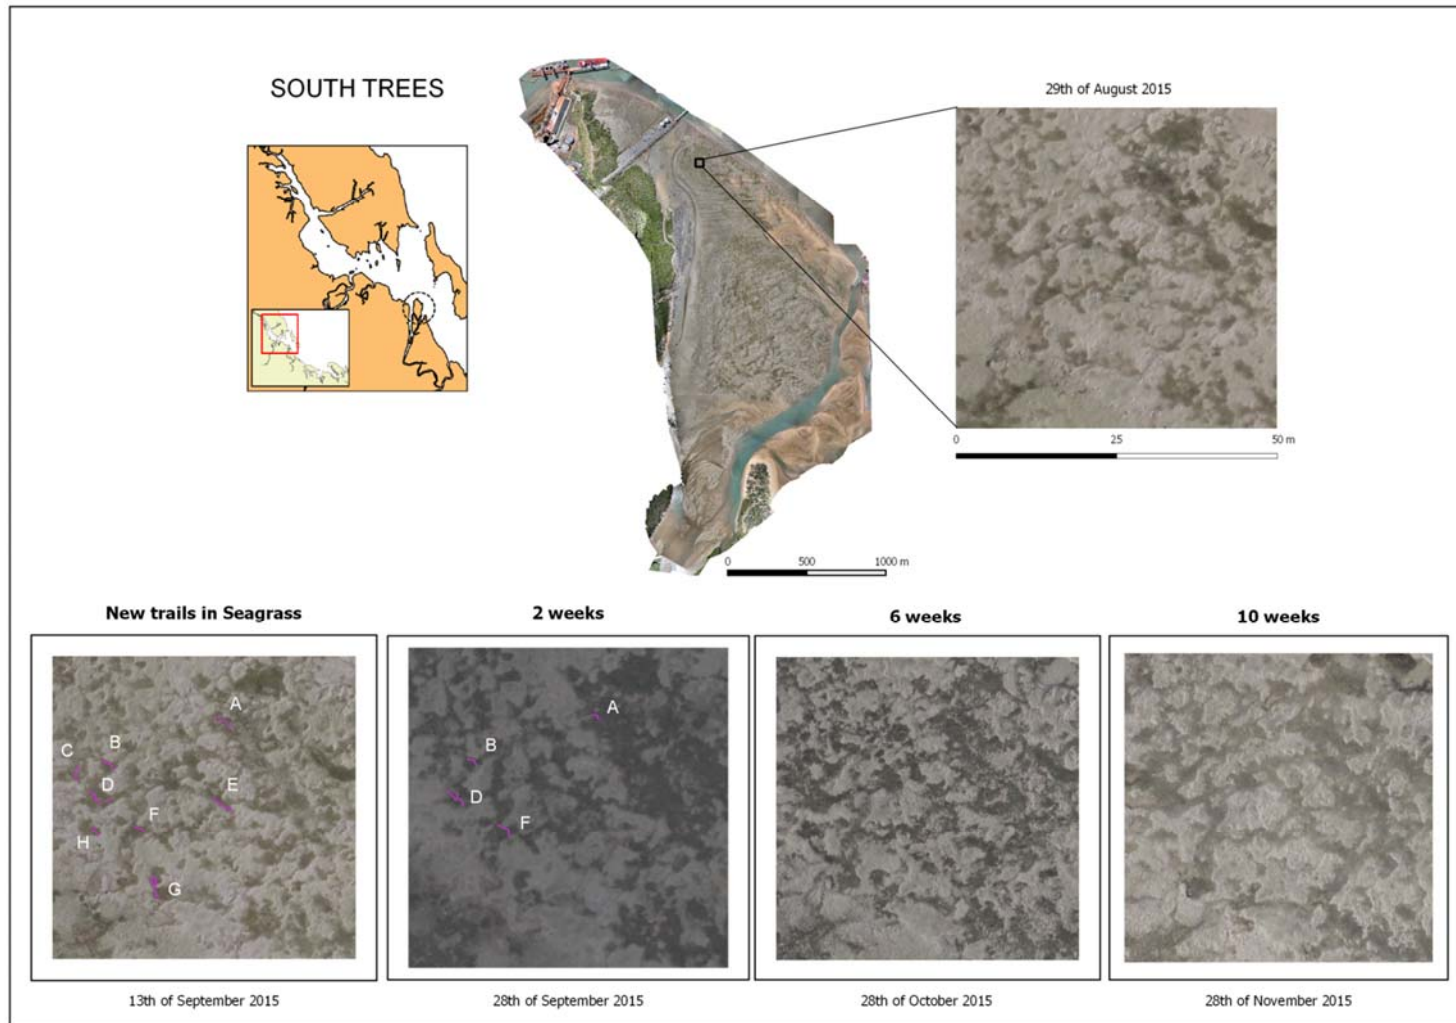 SOUTH TREES
29th of August 2015
0 25 50 m
0 500 1000 m
New trails in Seagrass
2 weeks
6 weeks
10 weeks
A
B
C
D
E
F
H
G
A
B
D
F
13th of September 2015
28th of September 2015
28th of October 2015
28th of November 2015